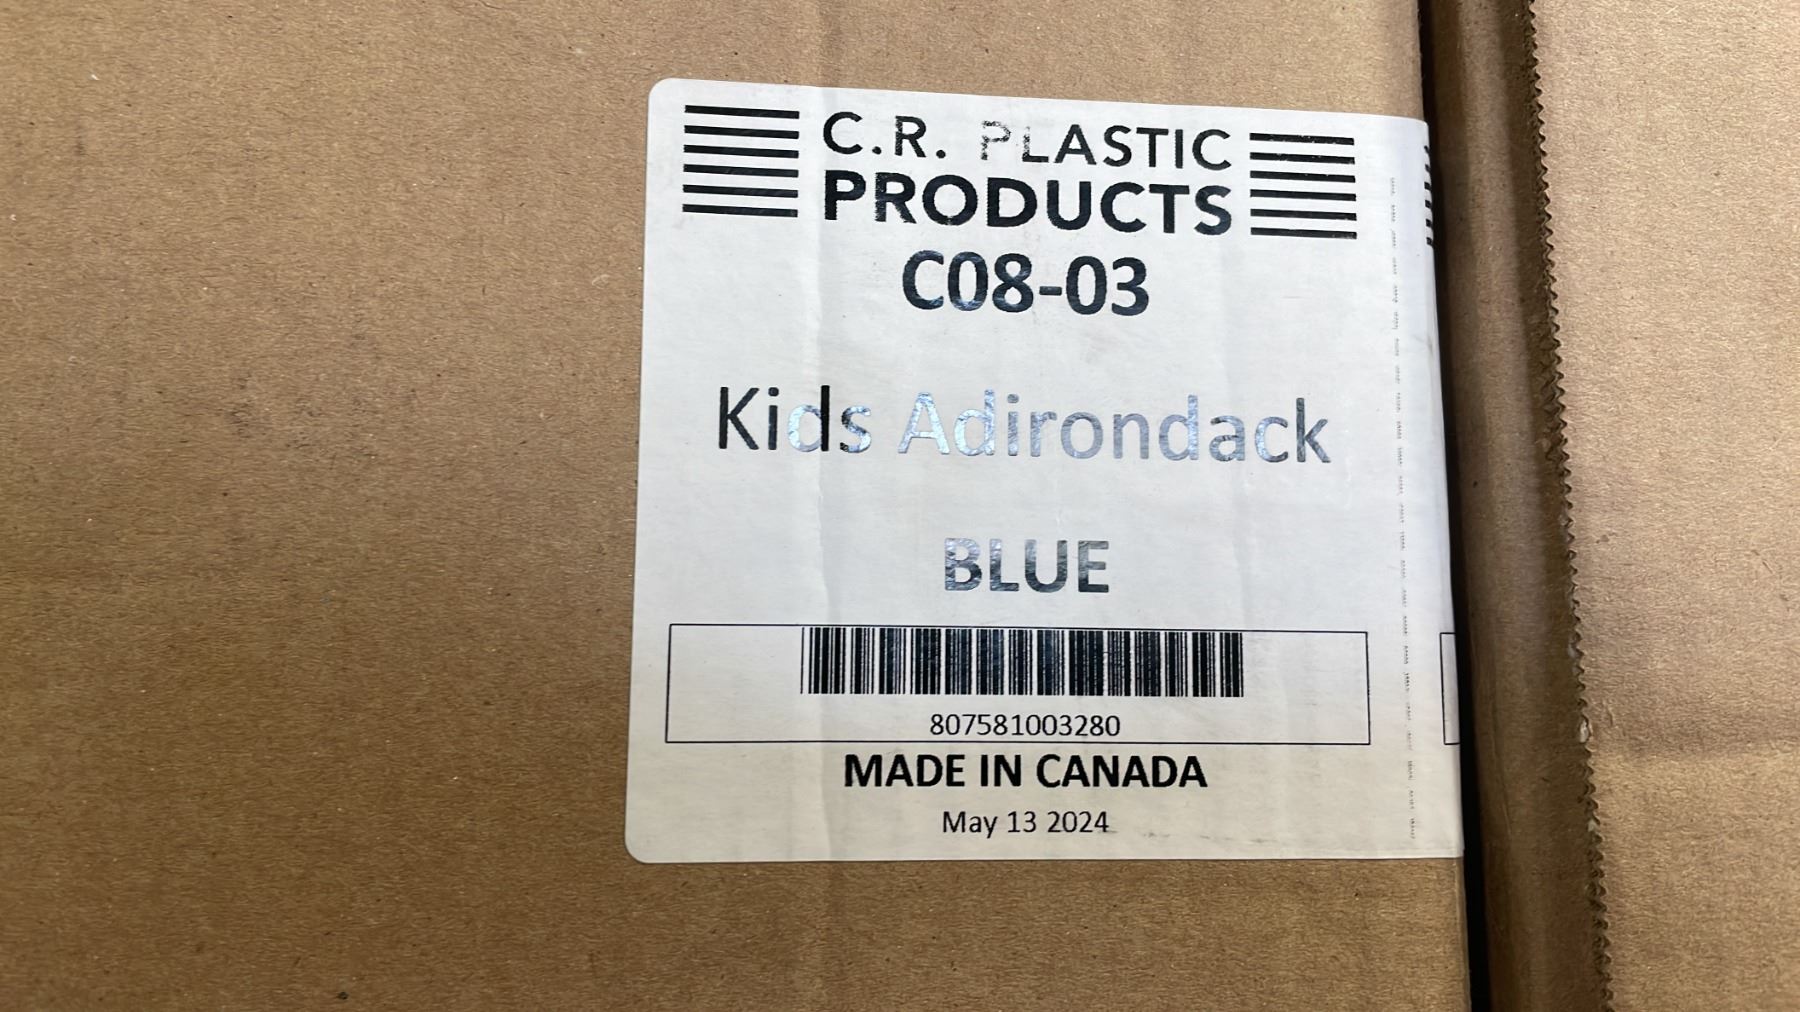 C.R. PLASTIC
PRODUCTS
C08-03
Kids Adirondack
BLUE
807581003280
MADE IN CANADA
May 13 2024